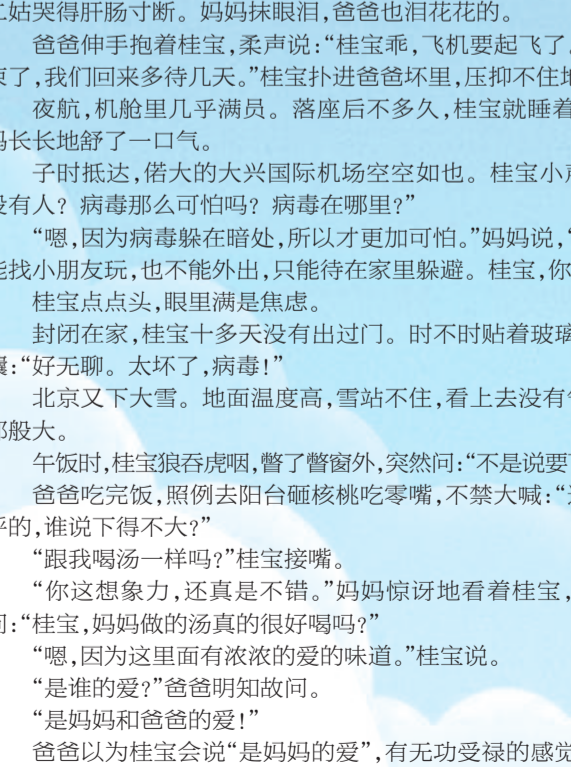 二姑哭得肝肠寸断。妈妈抹眼泪,爸爸也泪花花的。
爸爸伸手抱着桂宝,柔声说:“桂宝乖,飞机要起飞了。
束了,我们回来多待几天。”桂宝扑进爸爸坏里,压抑不住地
夜航,机舱里几乎满员。落座后不多久,桂宝就睡着
妈长长地舒了一口气。
子时抵达,偌大的大兴国际机场空空如也。桂宝小声
没有人？病毒那么可怕吗？病毒在哪里？”
“嗯,因为病毒躲在暗处,所以才更加可怕。”妈妈说,“
能找小朋友玩,也不能外出,只能待在家里躲避。桂宝,你
桂宝点点头,眼里满是焦虑。
封闭在家,桂宝十多天没有出过门。时不时贴着玻璃
囊:“好无聊。太坏了,病毒!”
北京又下大雪。地面温度高,雪站不住,看上去没有
那般大。
午饭时,桂宝狼吞虎咽,瞥了瞥窗外,突然问:“不是说要
爸爸吃完饭,照例去阳台砸核桃吃零嘴,不禁大喊:“
平的,谁说下得不大?”
“跟我喝汤一样吗?”桂宝接嘴。
“你这想象力,还真是不错。”妈妈惊讶地看着桂宝,
问:“桂宝,妈妈做的汤真的很好喝吗?”
“嗯,因为这里面有浓浓的爱的味道。”桂宝说。
“是谁的爱?”爸爸明知故问。
“是妈妈和爸爸的爱!”
爸爸以为桂宝会说“是妈妈的爱”,有无功受禄的感觉